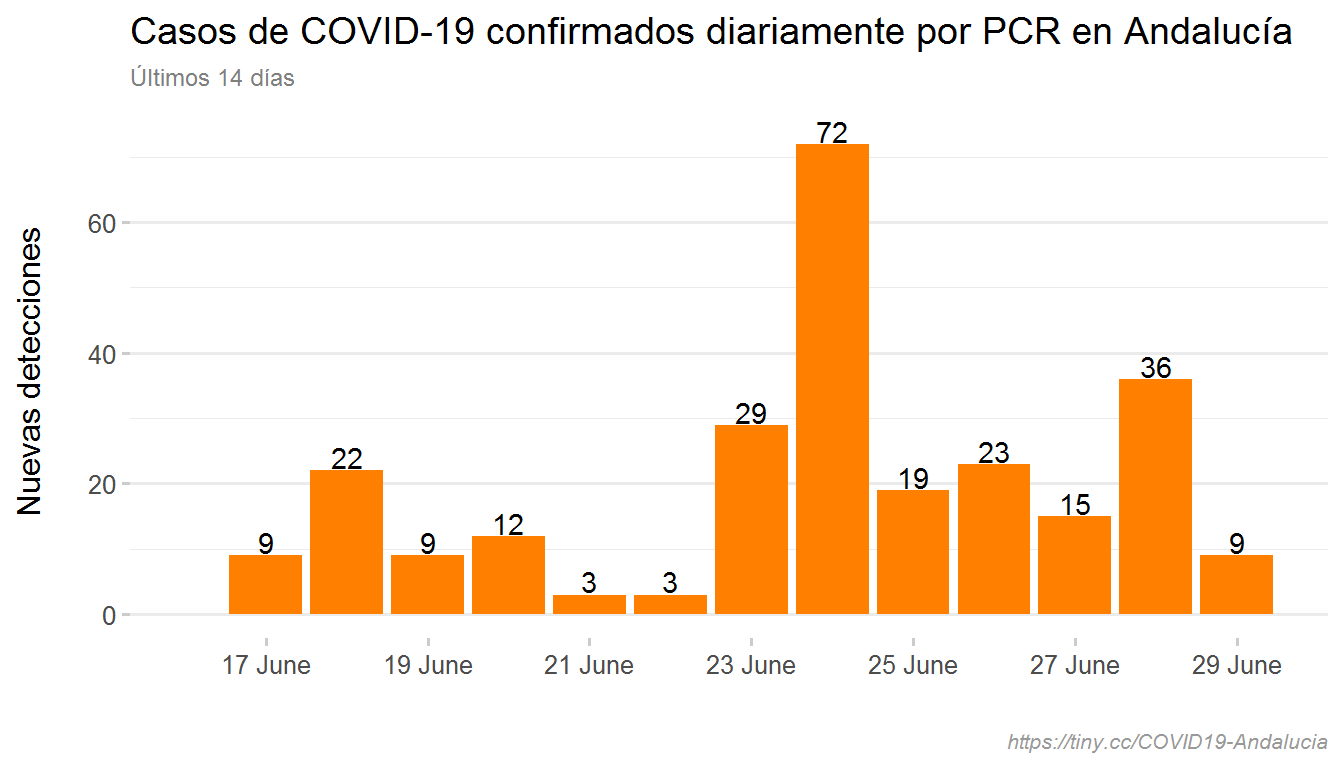 Casos de COVID-19 confirmados diariamente por PCR en Andalucía
Últimos 14 días
Nuevas detecciones
60
40
20
0
9
22
9
12
3
3
29
72
19
23
15
36
9
17 June
19 June
21 June
23 June
25 June
27 June
29 June
https://tiny.cc/COVID19-Andalucia